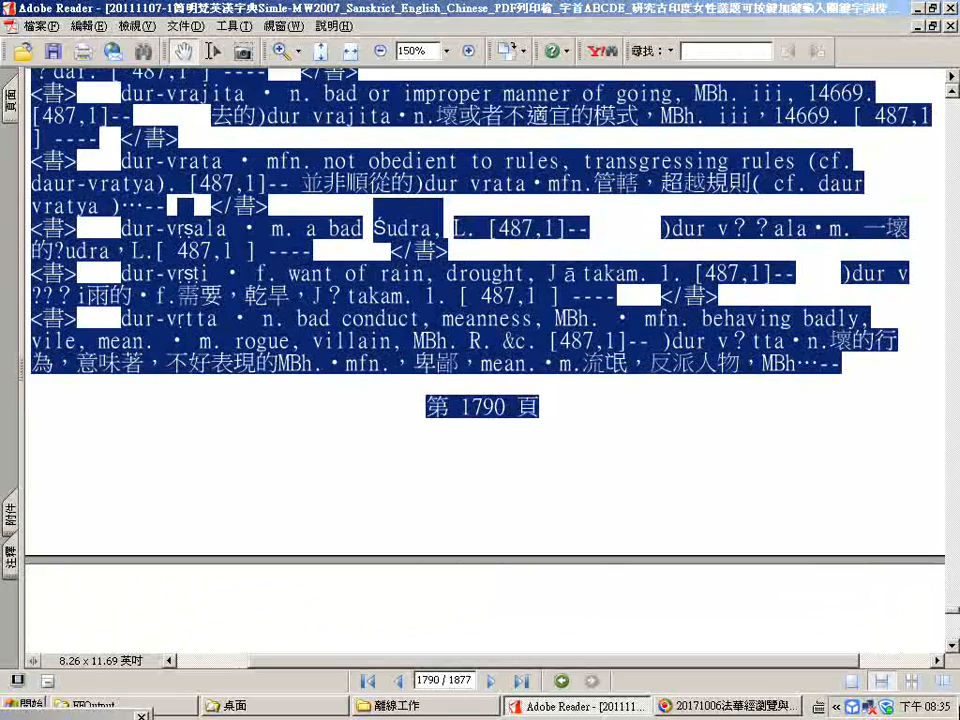 Adobe Reader - [20111107-1簡明梵英漢字典Simle-MW2007_Sanskrict_English_Chinese_PDF列印檔_字首ABCDE_研究古印度女性議題可按鍵加鍵輸入關鍵字詞搜
檔案(F) 編輯(E) 檢視(V) 文件(D) 工具(T) 視窗(W) 說明(H)
150% 尋找：
頁面
<書> dur-vrajita • n. bad or improper manner of going, MBh. iii, 14669.
[487,1]-- 去的)dur vrajita•n.壞或者不適宜的模式，MBh. iii，14669. [ 487,1
] ---- </書>
<書> dur-vrata • mfn. not obedient to rules, transgressing rules (cf.
daur-vratya). [487,1]-- 並非順從的)dur vrata•mfn.管轄，超越規則( cf. daur
vratya )…-- </書>
<書> dur-vṛṣala • m. a bad Śudra, L. [487,1]-- )dur v？？ala•m. 一壞
的?udra，L.[ 487,1 ] ---- </書>
<書> dur-vṛṣṭi • f. want of rain, drought, Jātakam. 1. [487,1]-- )dur v
??？i雨的•f.需要，乾旱，J？takam. 1. [ 487,1 ] ---- </書>
<書> dur-vṛtta • n. bad conduct, meanness, MBh. • mfn. behaving badly,
vile, mean. • m. rogue, villain, MBh. R. &c. [487,1]-- )dur v？tta•n.壞的行
為，意味著，不好表現的MBh.•mfn.，卑鄙，mean.•m.流氓，反派人物，MBh…--
第 1790 頁
附件
注釋
8.26 x 11.69 英吋
1790 / 1877
開始 FFOutput 桌面 離線工作 Adobe Reader - [201111... 20171006法華經瀏覽與... 下午 08:35